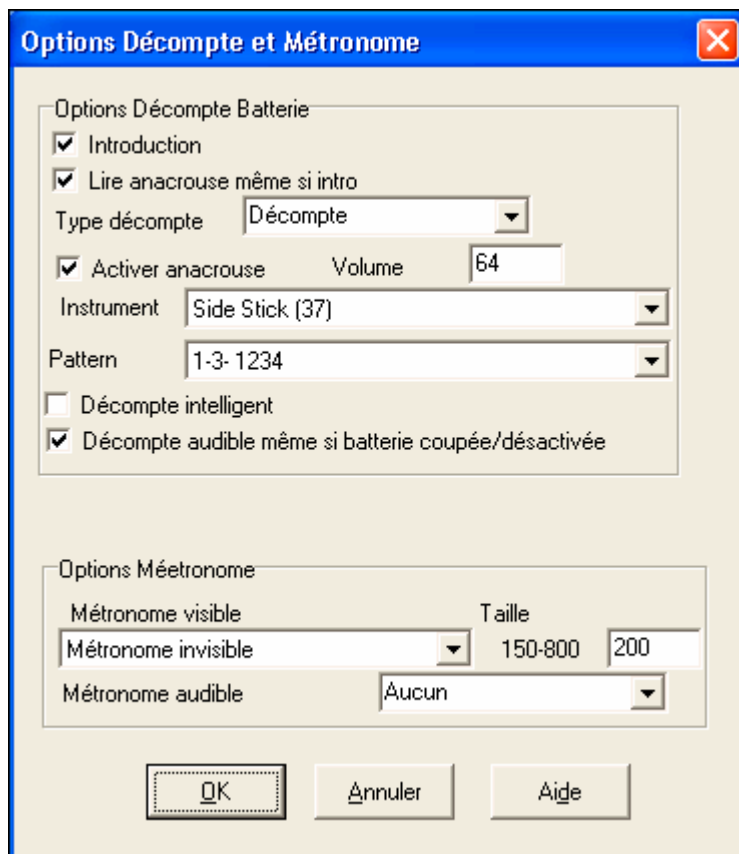 Options Décompte et Métronome
Options Décompte Batterie
Introduction
Lire anacrouse même si intro
Type décompte Décompte
Activer anacrouse Volume 64
Instrument Side Stick (37)
Pattern 1-3- 1234
Décompte intelligent
Décompte audible même si batterie coupée/désactivée
Options Méetronome
Métronome visible Taille
Métronome invisible 150-800 200
Métronome audible Aucun
OK Annuler Aide